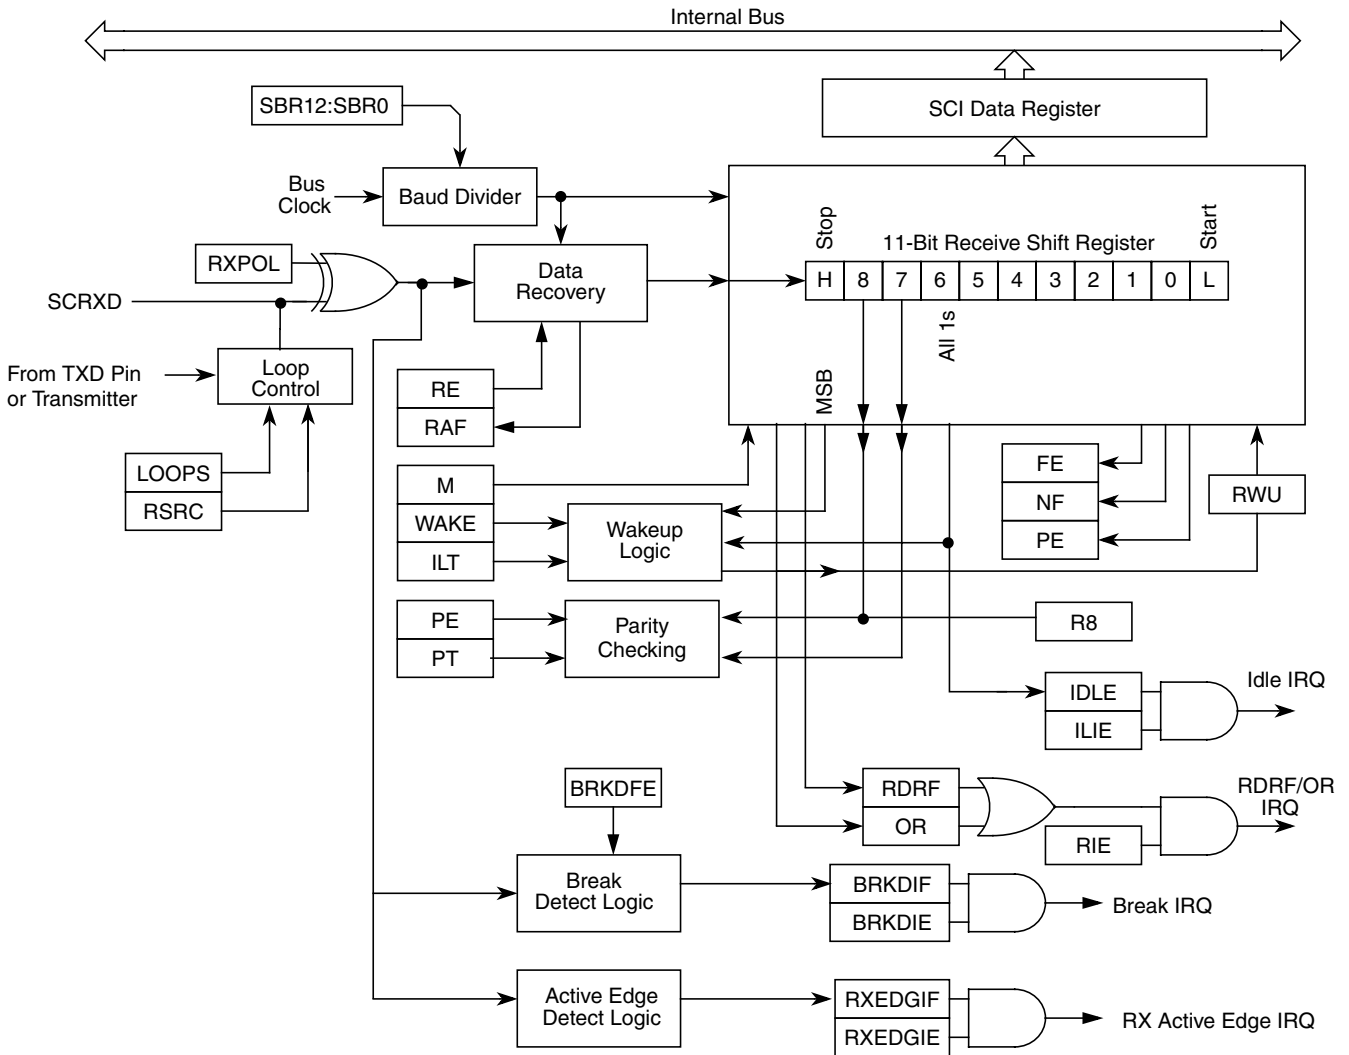 Internal Bus
SBR12:SBR0
SCI Data Register
Bus
Clock
Baud Divider
Stop
11-Bit Receive Shift Register
Start
RXPOL
Data
Recovery
H 8 7 6 5 4 3 2 1 0 L
SCRXD
All 1s
From TXD Pin
or Transmitter
Loop
Control
RE
RAF
MSB
LOOPS
RSRC
M
WAKE
ILT
Wakeup
Logic
FE
NF
PE
RWU
PE
PT
Parity
Checking
R8
IDLE
ILIE
Idle IRQ
BRKDFE
RDRF
OR
RIE
RDRF/OR
IRQ
Break
Detect Logic
BRKDIF
BRKDIE
Break IRQ
Active Edge
Detect Logic
RXEDGIF
RXEDGIE
RX Active Edge IRQ